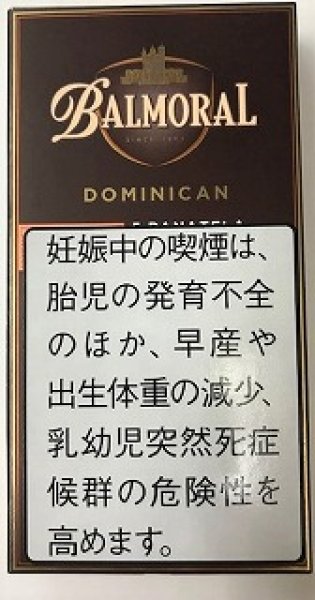 BALMORAL
DOMINICAN
妊娠中の喫煙は、
胎児の発育不全
のほか、早産や
出生体重の減少、
乳幼児突然死症
候群の危険性を
高めます。